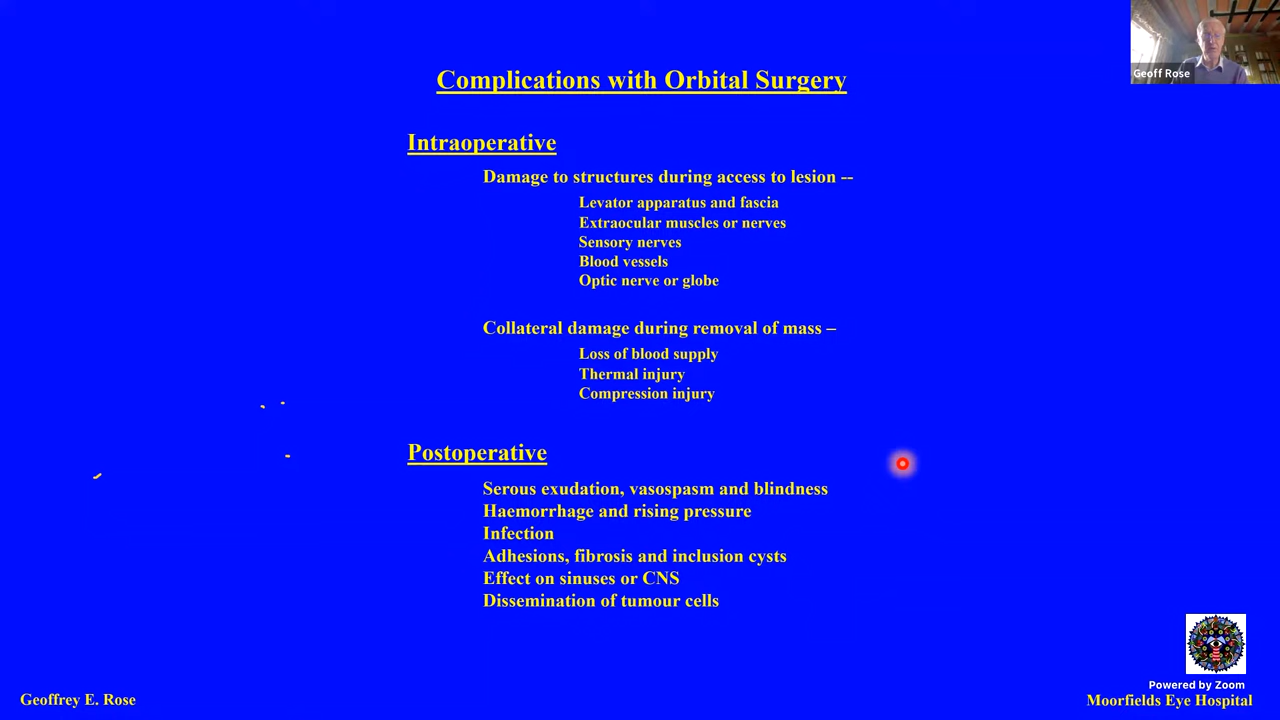 Geoff Rose
Complications with Orbital Surgery
Intraoperative
Damage to structures during access to lesion --
Levator apparatus and fascia
Extraocular muscles or nerves
Sensory nerves
Blood vessels
Optic nerve or globe
Collateral damage during removal of mass –
Loss of blood supply
Thermal injury
Compression injury
Postoperative
Serous exudation, vasospasm and blindness
Haemorrhage and rising pressure
Infection
Adhesions, fibrosis and inclusion cysts
Effect on sinuses or CNS
Dissemination of tumour cells
Powered by Zoom
Geoffrey E. Rose
Moorfields Eye Hospital